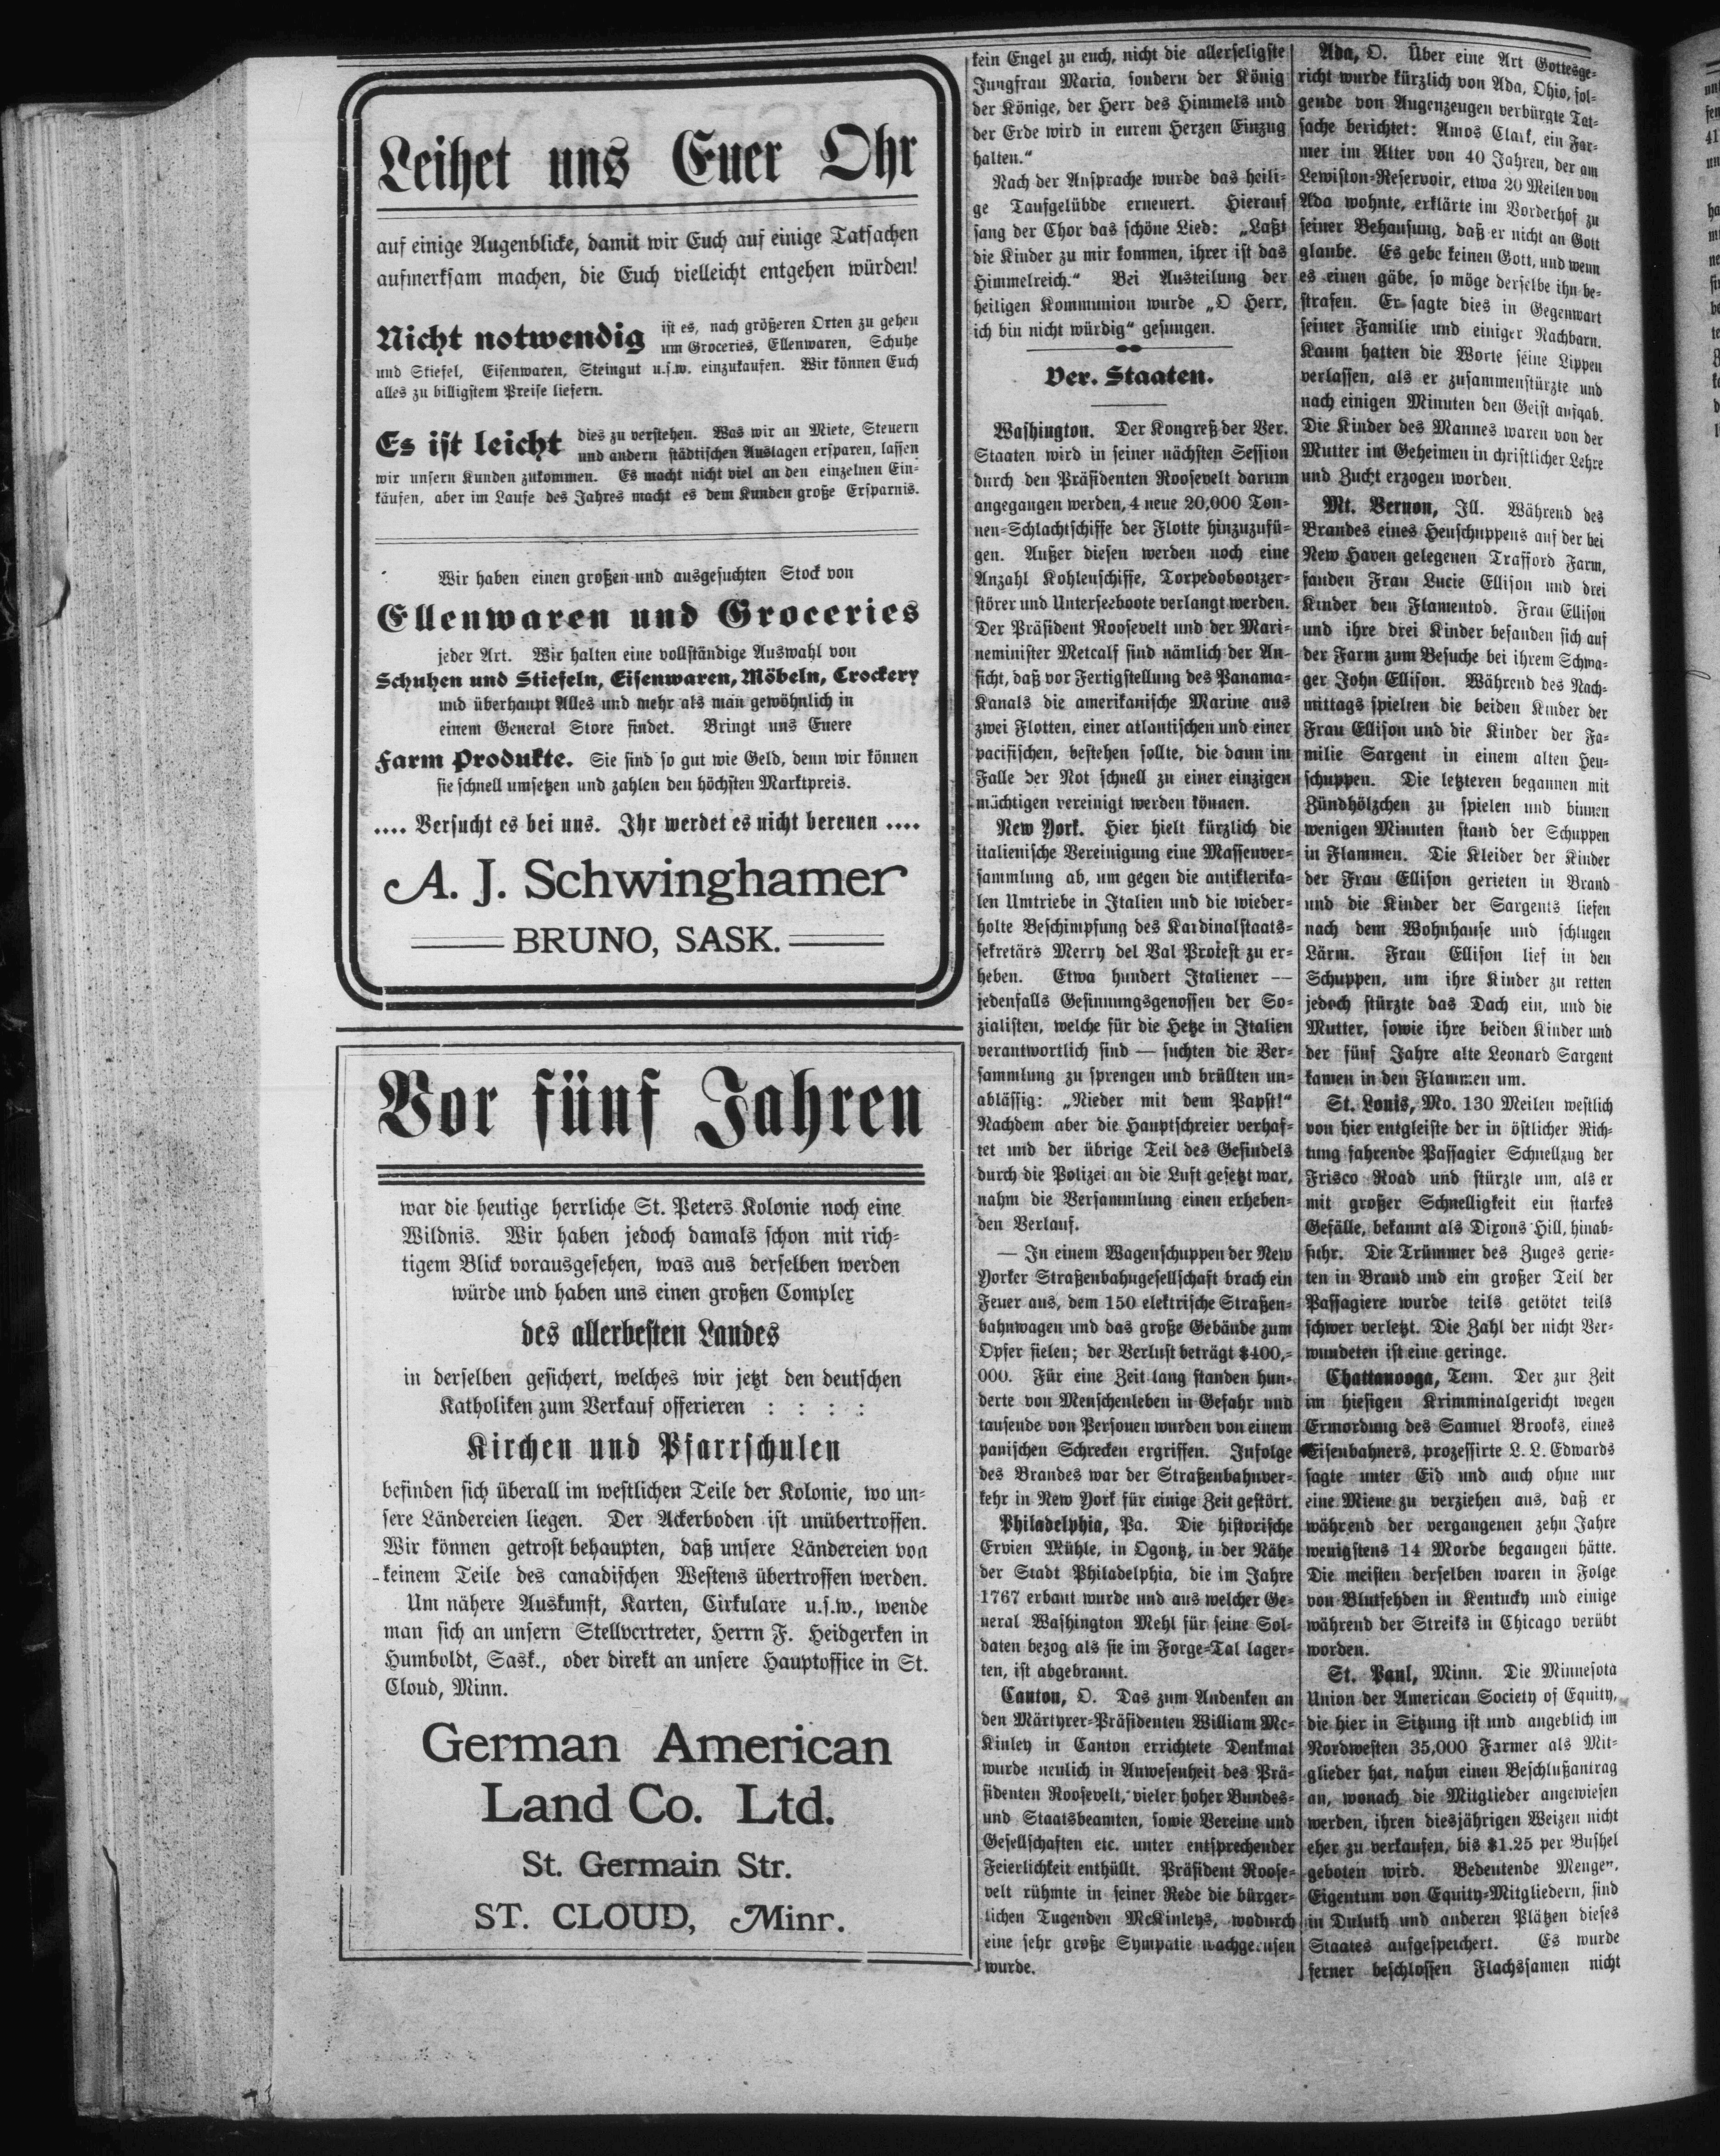 Leihet uns Euer Ohr
auf einige Augenblicke, damit wir Euch auf einige Tatsachen
aufmerksam machen, die Euch vielleicht entgehen würden!
Nicht notwendig ist es, nach größeren Orten zu gehen
um Groceries, Ellenwaren, Schuhe
und Stiefel, Eisenwaren, Steingut u.s.w. einzukaufen. Wir können Euch
alles zu billigstem Preise liefern.
Es ist leicht dies zu verstehen. Was wir an Miete, Steuern
und andern städtischen Auslagen ersparen, lassen
wir unsern Kunden zukommen. Es macht nicht viel an den einzelnen Ein-
käufen, aber im Laufe des Jahres macht es dem Kunden große Ersparnis.
Wir haben einen großen und ausgesuchten Stock von
Ellenwaren und Groceries
jeder Art. Wir halten eine vollständige Auswahl von
Schuhen und Stiefeln, Eisenwaren, Möbeln, Crockery
und überhaupt Alles und mehr als man gewöhnlich in
einem General Store findet. Bringt uns Euere
Farm Produkte. Sie sind so gut wie Geld, denn wir können
sie schnell umsetzen und zahlen den höchsten Marktpreis.
.... Versucht es bei uns. Ihr werdet es nicht bereuen ....
A. J. Schwinghamer
BRUNO, SASK.
Vor fünf Jahren
war die heutige herrliche St. Peters Kolonie noch eine
Wildnis. Wir haben jedoch damals schon mit rich-
tigem Blick vorausgesehen, was aus derselben werden
würde und haben uns einen großen Complex
des allerbesten Landes
in derselben gesichert, welches wir jetzt den deutschen
Katholiken zum Verkauf offerieren : : : :
Kirchen und Pfarrschulen
befinden sich überall im westlichen Teile der Kolonie, wo un-
sere Ländereien liegen. Der Ackerboden ist unübertroffen.
Wir können getrost behaupten, daß unsere Ländereien von
keinem Teile des canadischen Westens übertroffen werden.
Um nähere Auskunft, Karten, Cirkulare u.s.w., wende
man sich an unsern Stellvertreter, Herrn F. Heidgerken in
Humboldt, Sask., oder direkt an unsere Hauptoffice in St.
Cloud, Minn.
German American
Land Co. Ltd.
St. Germain Str.
ST. CLOUD, Minn.
kein Engel zu euch, nicht die allerseligste
Jungfrau Maria, sondern der König
der Könige, der Herr des Himmels und
der Erde wird in eurem Herzen Einzug
halten.“
Nach der Ansprache wurde das heili-
ge Taufgelübde erneuert. Hierauf
sang der Chor das schöne Lied: „Laßt
die Kinder zu mir kommen, ihrer ist das
Himmelreich.“ Bei Austeilung der
heiligen Kommunion wurde „O Herr,
ich bin nicht würdig“ gesungen.
Ver. Staaten.
Washington. Der Kongreß der Ver.
Staaten wird in seiner nächsten Session
durch den Präsidenten Roosevelt darum
angegangen werden, 4 neue 20,000 Ton-
nen-Schlachtschiffe der Flotte hinzuzufü-
gen. Außer diesen werden noch eine
Anzahl Kohlenschiffe, Torpedobootzer-
störer und Unterseeboote verlangt werden.
Der Präsident Roosevelt und der Mari-
neminister Metcalf sind nämlich der An-
sicht, daß vor Fertigstellung des Panama-
Kanals die amerikanische Marine aus
zwei Flotten, einer atlantischen und einer
pacifischen, bestehen sollte, die dann im
Falle der Not schnell zu einer einzigen
mächtigen vereinigt werden können.
New York. Hier hielt kürzlich die
italienische Vereinigung eine Massenver-
sammlung ab, um gegen die antiklerika-
len Umtriebe in Italien und die wieder-
holte Beschimpfung des Kardinalstaats-
sekretärs Merry del Val Protest zu er-
heben. Etwa hundert Italiener —
jedenfalls Gesinnungsgenossen der So-
zialisten, welche für die Hetze in Italien
verantwortlich sind — suchten die Ver-
sammlung zu sprengen und brüllten un-
ablässig: „Nieder mit dem Papst!“
Nachdem aber die Hauptschreier verhaf-
tet und der übrige Teil des Gesindels
durch die Polizei an die Luft gesetzt war,
nahm die Versammlung einen erheben-
den Verlauf.
— In einem Wagenschuppen der New
Yorker Straßenbahngesellschaft brach ein
Feuer aus, dem 150 elektrische Straßen-
bahnwagen und das große Gebäude zum
Opfer fielen; der Verlust beträgt $400,-
000. Für eine Zeit lang standen hun-
derte von Menschenleben in Gefahr und
tausende von Personen wurden von einem
panischen Schrecken ergriffen. Infolge
des Brandes war der Straßenbahnver-
kehr in New York für einige Zeit gestört.
Philadelphia, Pa. Die historische
Ervien Mühle, in Ogontz, in der Nähe
der Stadt Philadelphia, die im Jahre
1767 erbaut wurde und aus welcher Ge-
neral Washington Mehl für seine Sol-
daten bezog als sie im Forge-Tal lager-
ten, ist abgebrannt.
Canton, O. Das zum Andenken an
den Märtyrer-Präsidenten William Mc-
Kinley in Canton errichtete Denkmal
wurde neulich in Anwesenheit des Prä-
sidenten Roosevelt, vieler hoher Bundes-
und Staatsbeamten, sowie Vereine und
Gesellschaften etc. unter entsprechender
Feierlichkeit enthüllt. Präsident Roose-
velt rühmte in seiner Rede die bürger-
lichen Tugenden McKinleys, wodurch
eine sehr große Sympatie wachgerufen
wurde.
Ada, O. Über eine Art Gottesge-
richt wurde kürzlich von Ada, Ohio, fol-
gende von Augenzeugen verbürgte Tat-
sache berichtet: Amos Clark, ein Far-
mer im Alter von 40 Jahren, der am
Lewiston-Reservoir, etwa 20 Meilen von
Ada wohnte, erklärte im Vorderhof zu
seiner Behausung, daß er nicht an Gott
glaube. Es gebe keinen Gott, und wenn
es einen gäbe, so möge derselbe ihn be-
strafen. Er sagte dies in Gegenwart
seiner Familie und einiger Nachbarn.
Kaum hatten die Worte seine Lippen
verlassen, als er zusammenstürzte und
nach einigen Minuten den Geist aufgab.
Die Kinder des Mannes waren von der
Mutter im Geheimen in christlicher Lehre
und Zucht erzogen worden.
Mt. Vernon, Ill. Während des
Brandes eines Heuschuppens auf der bei
New Haven gelegenen Trafford Farm,
fanden Frau Lucie Ellison und drei
Kinder den Flamentod. Frau Ellison
und ihre drei Kinder befanden sich auf
der Farm zum Besuche bei ihrem Schwa-
ger John Ellison. Während des Nach-
mittags spielten die beiden Kinder der
Frau Ellison und die Kinder der Fa-
milie Sargent in einem alten Heu-
schuppen. Die letzteren begannen mit
Zündhölzchen zu spielen und binnen
wenigen Minuten stand der Schuppen
in Flammen. Die Kleider der Kinder
der Frau Ellison gerieten in Brand
und die Kinder der Sargents liefen
nach dem Wohnhause und schlugen
Lärm. Frau Ellison lief in den
Schuppen, um ihre Kinder zu retten
jedoch stürzte das Dach ein, und die
Mutter, sowie ihre beiden Kinder und
der fünf Jahre alte Leonard Sargent
kamen in den Flammen um.
St. Louis, Mo. 130 Meilen westlich
von hier entgleiste der in östlicher Rich-
tung fahrende Passagier Schnellzug der
Frisco Road und stürzte um, als er
mit großer Schnelligkeit ein starkes
Gefälle, bekannt als Dixons Hill, hinab-
fuhr. Die Trümmer des Zuges gerie-
ten in Brand und ein großer Teil der
Passagiere wurde teils getötet teils
schwer verletzt. Die Zahl der nicht Ver-
wundeten ist eine geringe.
Chattanooga, Tenn. Der zur Zeit
im hiesigen Krimminalgericht wegen
Ermordung des Samuel Brooks, eines
Eisenbahners, prozessirte L. L. Edwards
sagte unter Eid und auch ohne nur
eine Miene zu verziehen aus, daß er
während der vergangenen zehn Jahre
wenigstens 14 Morde begangen hätte.
Die meisten derselben waren in Folge
von Blutfehden in Kentucky und einige
während der Streiks in Chicago verübt
worden.
St. Paul, Minn. Die Minnesota
Union der American Society of Equity,
die hier in Sitzung ist und angeblich im
Nordwesten 35,000 Farmer als Mit-
glieder hat, nahm einen Beschlußantrag
an, wonach die Mitglieder angewiesen
werden, ihren diesjährigen Weizen nicht
eher zu verkaufen, bis $1.25 per Bushel
geboten wird. Bedeutende Mengen,
Eigentum von Equity-Mitgliedern, sind
in Duluth und anderen Plätzen dieses
Staates aufgespeichert. Es wurde
ferner beschlossen Flachssamen nicht